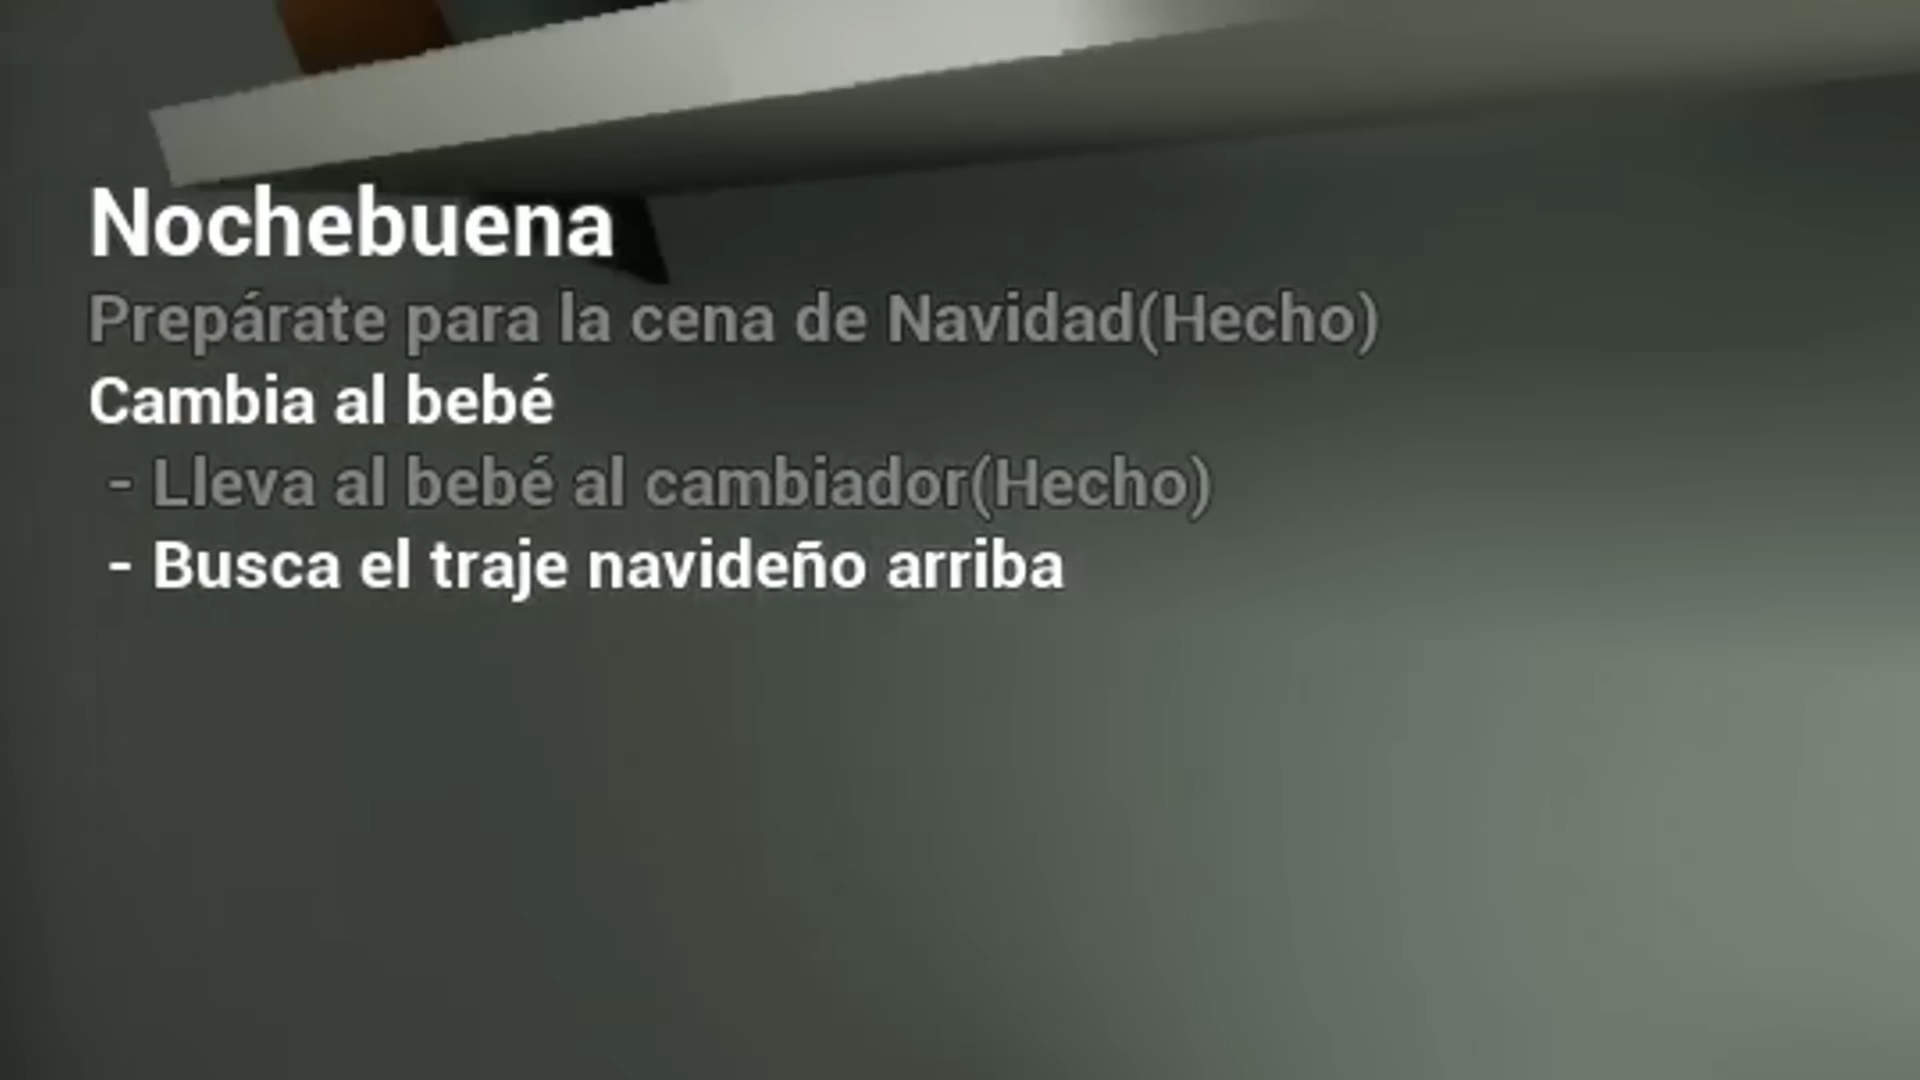 Nochebuena
Prepárate para la cena de Navidad(Hecho)
Cambia al bebé
- Lleva al bebé al cambiador(Hecho)
- Busca el traje navideño arriba